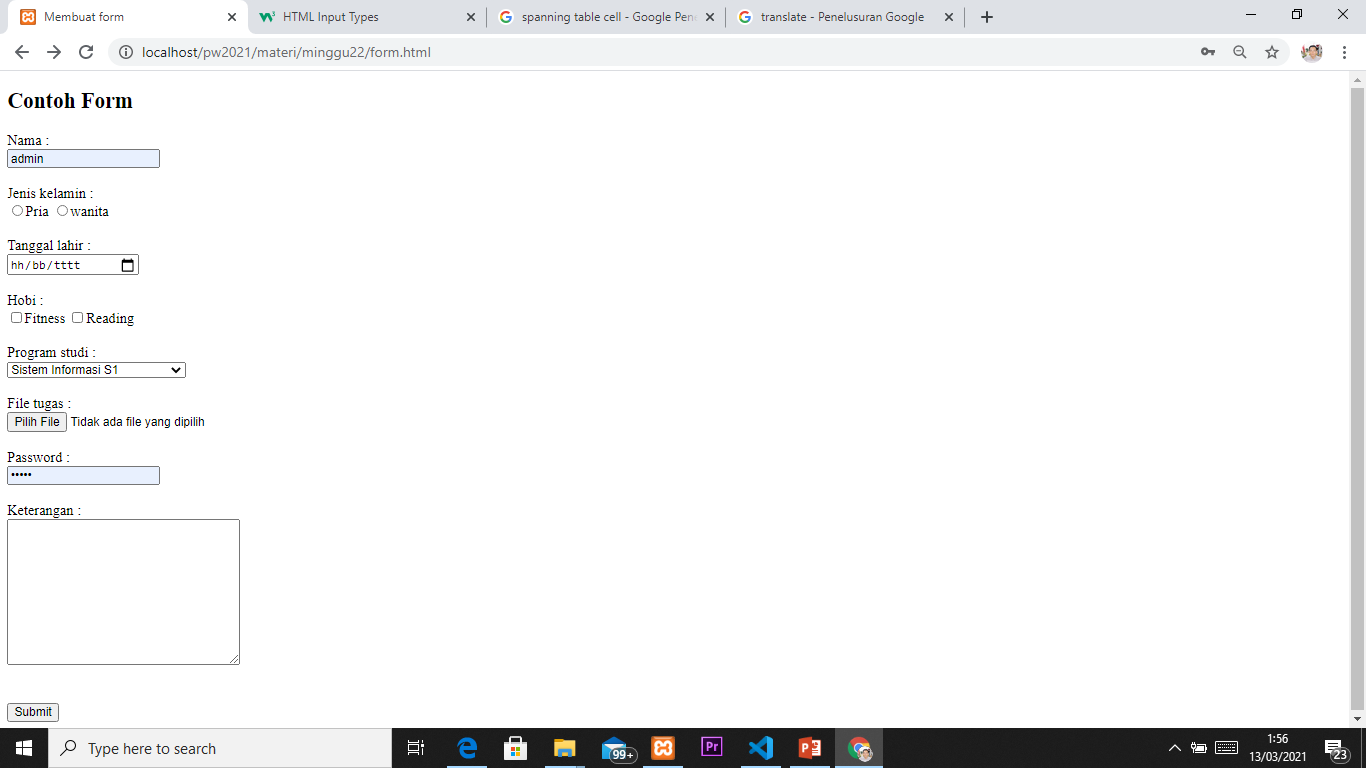 Membuat form
HTML Input Types
spanning table cell - Google Pen
translate - Penelusuran Google
localhost/pw2021/materi/minggu22/form.html
Contoh Form
Nama :
admin
Jenis kelamin :
Pria wanita
Tanggal lahir :
hh/bb/tttt
Hobi :
Fitness Reading
Program studi :
Sistem Informasi S1
File tugas :
Pilih File Tidak ada file yang dipilih
Password :
•••••
Keterangan :
Submit
Type here to search
99+
Pr
1:56
13/03/2021
23